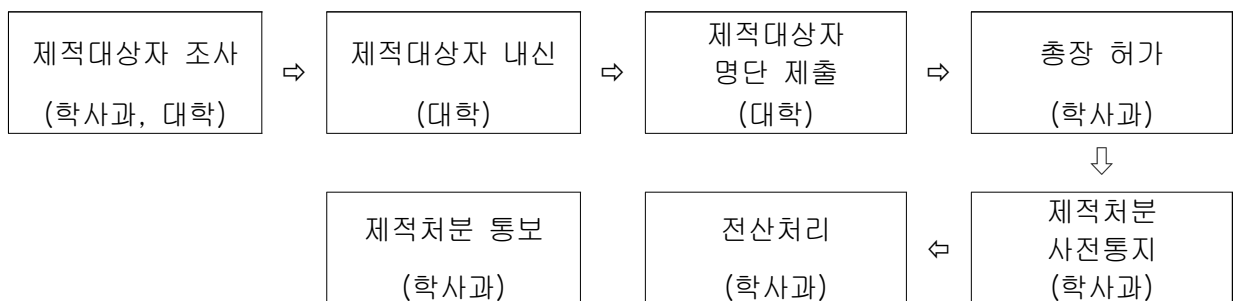 제적대상자 조사
(학사과, 대학)
⇨
제적대상자 내신
(대학)
⇨
제적대상자
명단 제출
(대학)
⇨
총장 허가
(학사과)
⇩
제적처분 통보
(학사과)
전산처리
(학사과)
⇦
제적처분
사전통지
(학사과)